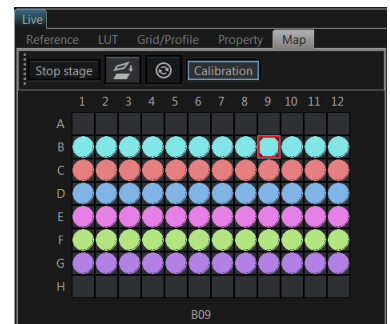 Live
Reference LUT Grid/Profile Property Map
Stop stage Calibration
1 2 3 4 5 6 7 8 9 10 11 12
A
B
C
D
E
F
G
H
B09